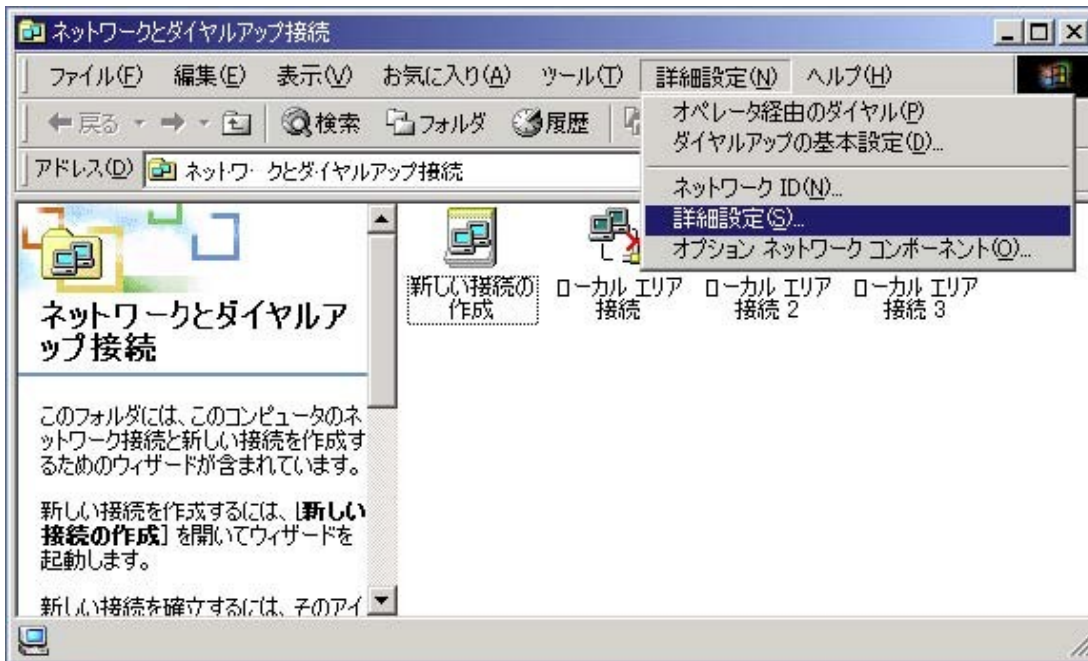 ネットワークとダイヤルアップ接続
ファイル(F) 編集(E) 表示(V) お気に入り(A) ツール(T) 詳細設定(N) ヘルプ(H)
戻る 検索 フォルダ 履歴
オペレータ経由のダイヤル(P)
ダイヤルアップの基本設定(D)...
ネットワーク ID(N)...
詳細設定(S)...
オプション ネットワーク コンポーネント(O)...
アドレス(D) ネットワークとダイヤルアップ接続
ネットワークとダイヤルア
ップ接続
このフォルダには、このコンピュータのネ
ットワーク接続と新しい接続を作成す
るためのウィザードが含まれています。
新しい接続を作成するには、[新しい
接続の作成] を開いてウィザードを
起動します。
新しい接続を確立するには、そのアイ
新しい接続の
作成
ローカル エリア
接続
ローカル エリア
接続 2
ローカル エリア
接続 3